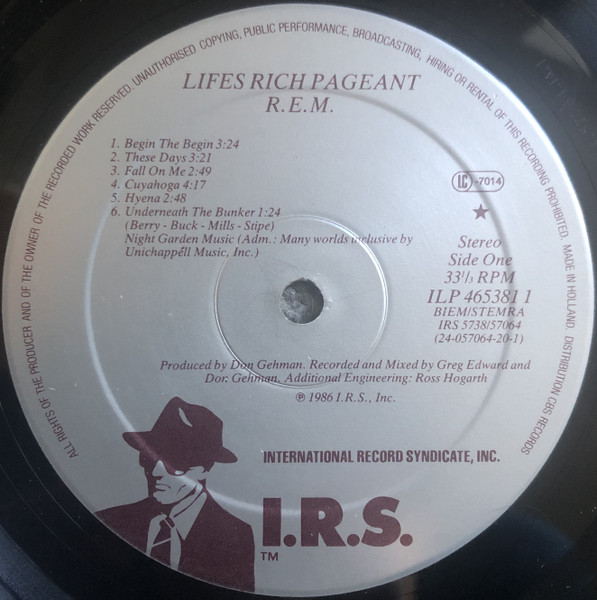 ALL RIGHTS OF THE PRODUCER AND OF THE OWNER OF THE RECORDED WORK RESERVED. UNAUTHORISED COPYING, PUBLIC PERFORMANCE, BROADCASTING, HIRING OR RENTAL OF THIS RECORDING PROHIBITED. MADE IN HOLLAND. DISTRIBUTION CBS RECORDS
LIFES RICH PAGEANT
R.E.M.
1. Begin The Begin 3:24
2. These Days 3:21
3. Fall On Me 2:49
4. Cuyahoga 4:17
5. Hyena 2:48
6. Underneath The Bunker 1:24
(Berry - Buck - Mills - Stipe)
Night Garden Music (Adm.: Many worlds inclusive by
Unichappell Music, Inc.)
LC -7014
★
Stereo
Side One
33 1/3 RPM
ILP 465381 1
BIEM/STEMRA
IRS 5738/57064
(24-057064-20-1)
Produced by Don Gehman. Recorded and Mixed by Greg Edward and
Don Gehman. Additional Engineering: Ross Hogarth
℗ 1986 I.R.S., Inc.
INTERNATIONAL RECORD SYNDICATE, INC.
I.R.S.
TM